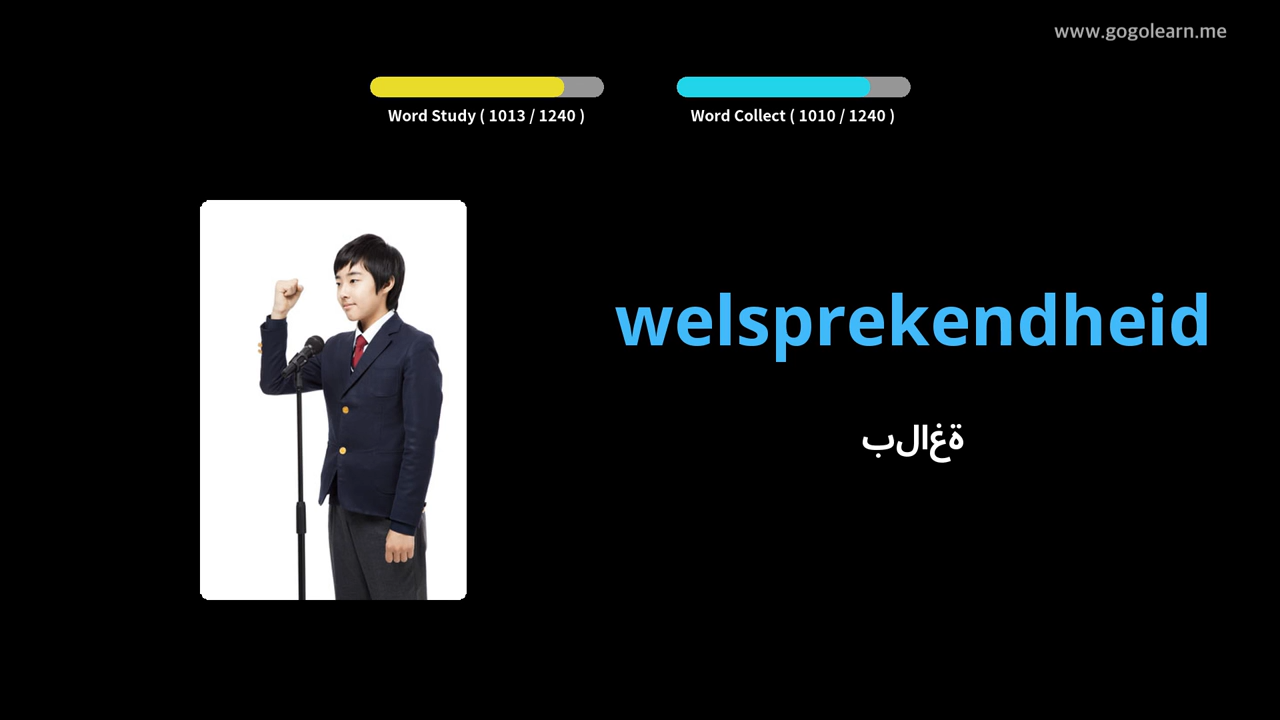 www.gogolearn.me
Word Study ( 1013 / 1240 )
Word Collect ( 1010 / 1240 )
welsprekendheid
بلاغة